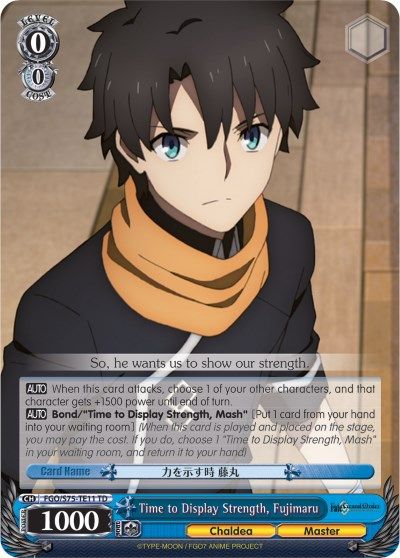 LEVEL
0
0
COST
So, he wants us to show our strength.
AUTO When this card attacks, choose 1 of your other characters, and that
character gets +1500 power until end of turn.
AUTO Bond/"Time to Display Strength, Mash" [Put 1 card from your hand
into your waiting room] (When this card is played and placed on the stage,
you may pay the cost. If you do, choose 1 "Time to Display Strength, Mash"
in your waiting room, and return it to your hand)
Card Name
力を示す時 藤丸
CH FGO/S75-TE11 TD
Time to Display Strength, Fujimaru
1000
POWER
Chaldea
Master
©TYPE-MOON / FGO7 ANIME PROJECT